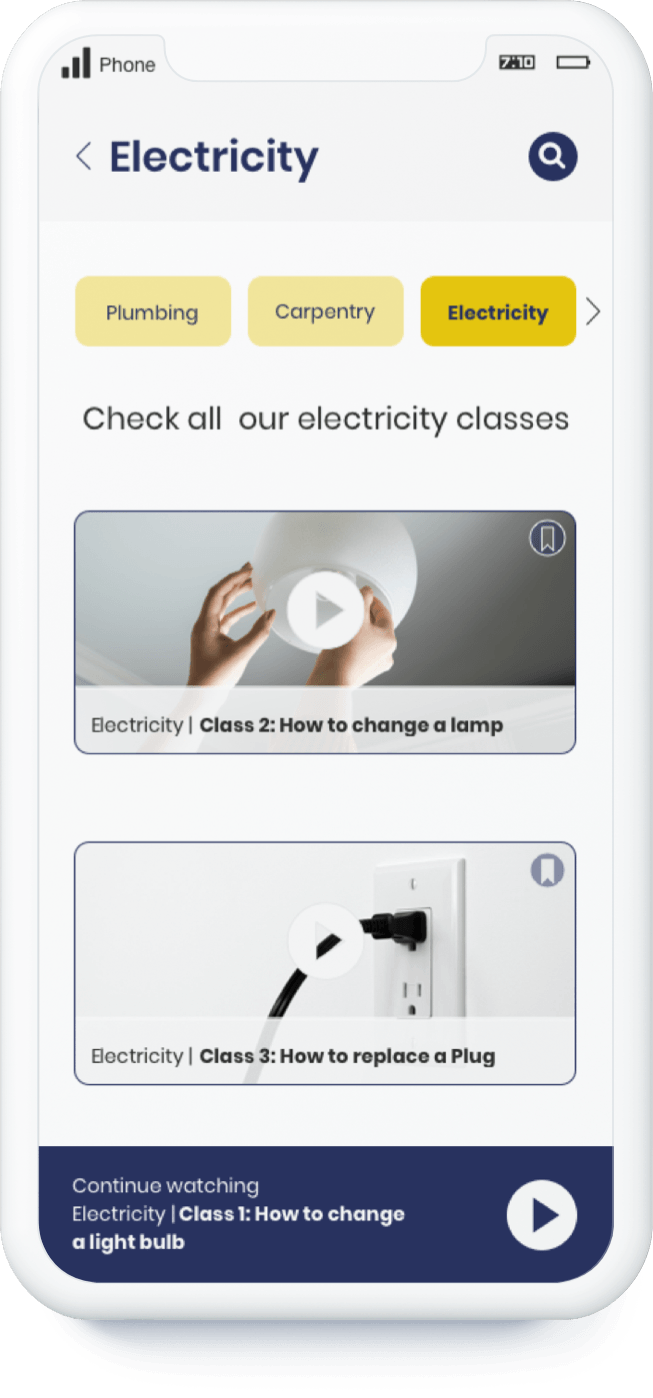 Phone
7:10
Electricity
Plumbing
Carpentry
Electricity
Check all  our electricity classes
Electricity | Class 2: How to change a lamp
Electricity | Class 3: How to replace a Plug
Continue watching
Electricity | Class 1: How to change
a light bulb